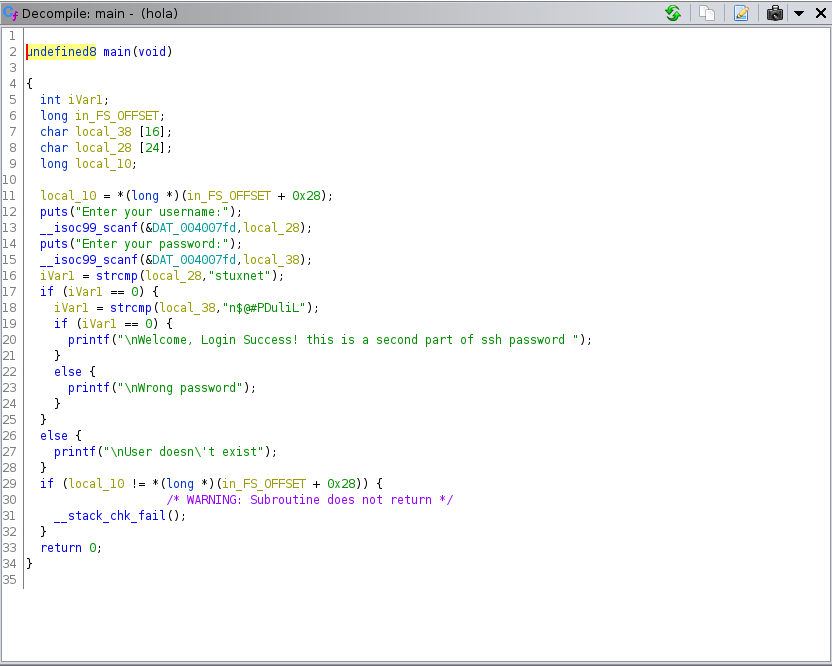 Decompile: main - (hola)
1
2 undefined8 main(void)
3
4 {
5 int iVar1;
6 long in_FS_OFFSET;
7 char local_38 [16];
8 char local_28 [24];
9 long local_10;
10
11 local_10 = *(long *)(in_FS_OFFSET + 0x28);
12 puts("Enter your username:");
13 __isoc99_scanf(&DAT_004007fd,local_28);
14 puts("Enter your password:");
15 __isoc99_scanf(&DAT_004007fd,local_38);
16 iVar1 = strcmp(local_28,"stuxnet");
17 if (iVar1 == 0) {
18 iVar1 = strcmp(local_38,"n$@#PDuliL");
19 if (iVar1 == 0) {
20 printf("\nWelcome, Login Success! this is a second part of ssh password ");
21 }
22 else {
23 printf("\nWrong password");
24 }
25 }
26 else {
27 printf("\nUser doesn\'t exist");
28 }
29 if (local_10 != *(long *)(in_FS_OFFSET + 0x28)) {
30 /* WARNING: Subroutine does not return */
31 __stack_chk_fail();
32 }
33 return 0;
34 }
35